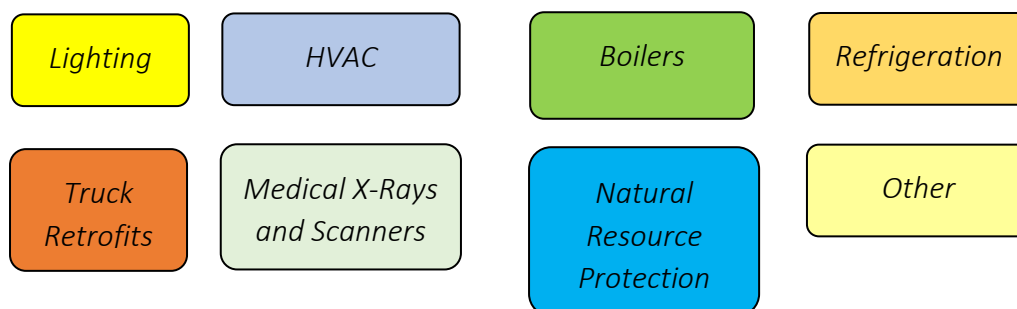 Lighting
HVAC
Boilers
Refrigeration
Truck
Retrofits
Medical X-Rays
and Scanners
Natural
Resource
Protection
Other